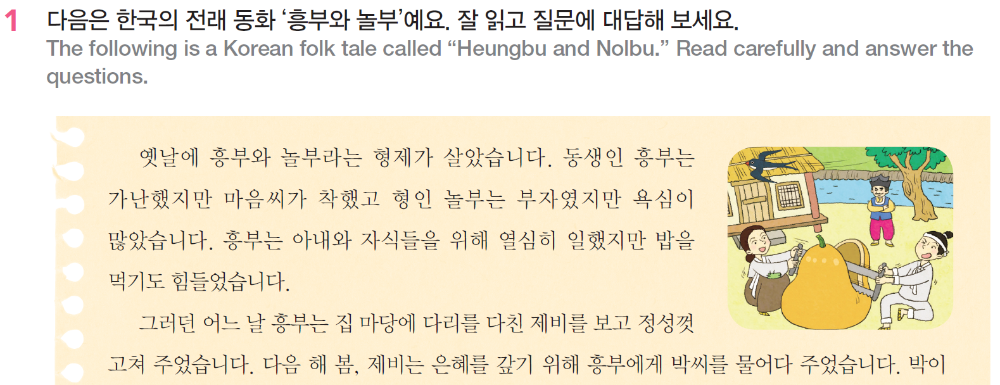 1 다음은 한국의 전래 동화 ‘흥부와 놀부’예요. 잘 읽고 질문에 대답해 보세요.
The following is a Korean folk tale called “Heungbu and Nolbu.” Read carefully and answer the
questions.
옛날에 흥부와 놀부라는 형제가 살았습니다. 동생인 흥부는
가난했지만 마음씨가 착했고 형인 놀부는 부자였지만 욕심이
많았습니다. 흥부는 아내와 자식들을 위해 열심히 일했지만 밥을
먹기도 힘들었습니다.
그러던 어느 날 흥부는 집 마당에 다리를 다친 제비를 보고 정성껏
고쳐 주었습니다. 다음 해 봄, 제비는 은혜를 갚기 위해 흥부에게 박씨를 물어다 주었습니다. 박이